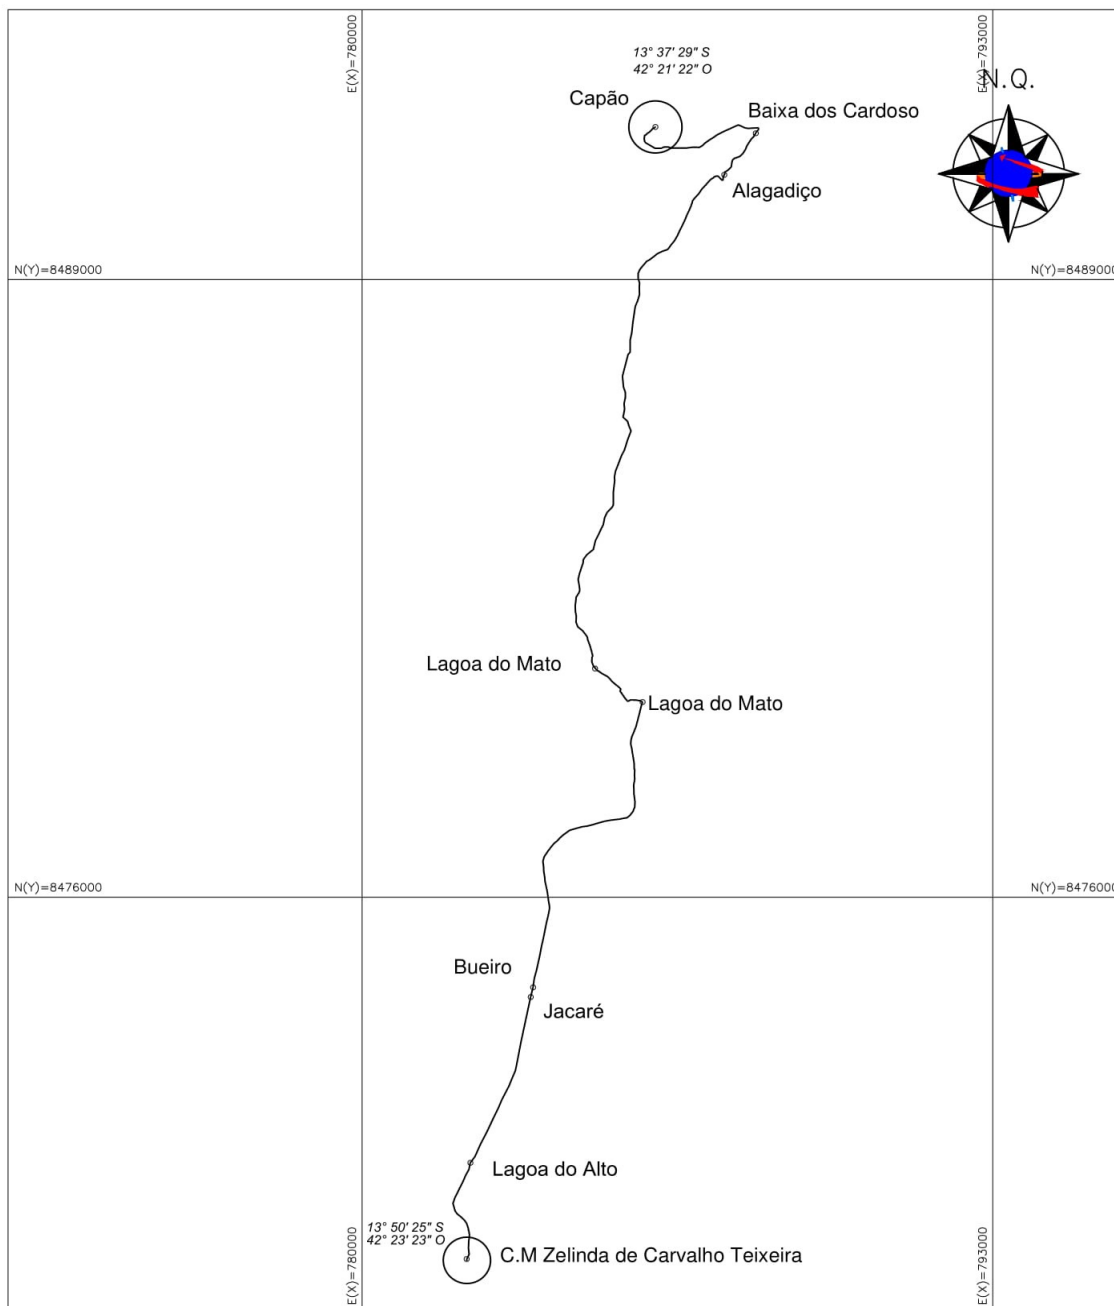 E(X)=780000
E(X)=793000
13° 37' 29" S
42° 21' 22" O
N.Q.
Capão
Baixa dos Cardoso
Alagadiço
N(Y)=8489000
N(Y)=8489000
Lagoa do Mato
Lagoa do Mato
N(Y)=8476000
N(Y)=8476000
Bueiro
Jacaré
Lagoa do Alto
13° 50' 25" S
42° 23' 23" O
C.M Zelinda de Carvalho Teixeira
E(X)=780000
E(X)=793000